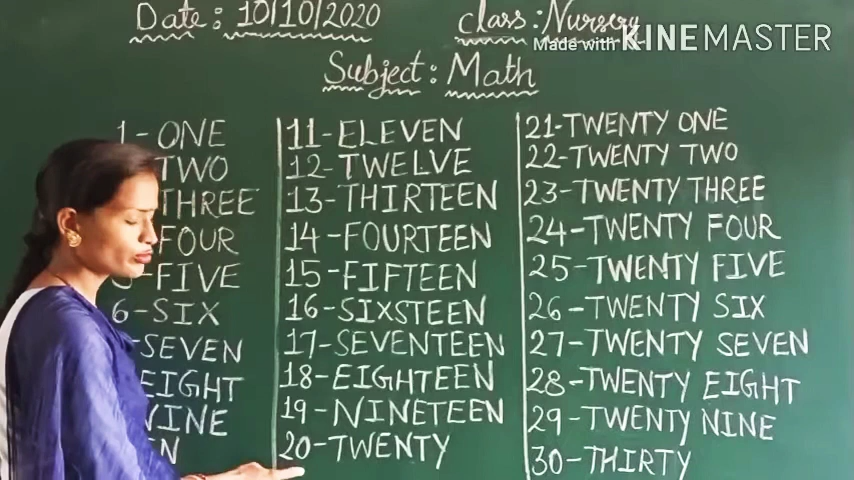 Date: 10/10/2020
class: Nursery
Made with KINEMASTER
Subject: Math
1-ONE
TWO
THREE
FOUR
5-FIVE
6-SIX
-SEVEN
EIGHT
NINE
EN
11-ELEVEN
12-TWELVE
13-THIRTEEN
14-FOURTEEN
15-FIFTEEN
16-SIXSTEEN
17-SEVENTEEN
18-EIGHTEEN
19-NINETEEN
20-TWENTY
21-TWENTY ONE
22-TWENTY TWO
23-TWENTY THREE
24-TWENTY FOUR
25-TWENTY FIVE
26-TWENTY SIX
27-TWENTY SEVEN
28-TWENTY EIGHT
29-TWENTY NINE
30-THIRTY